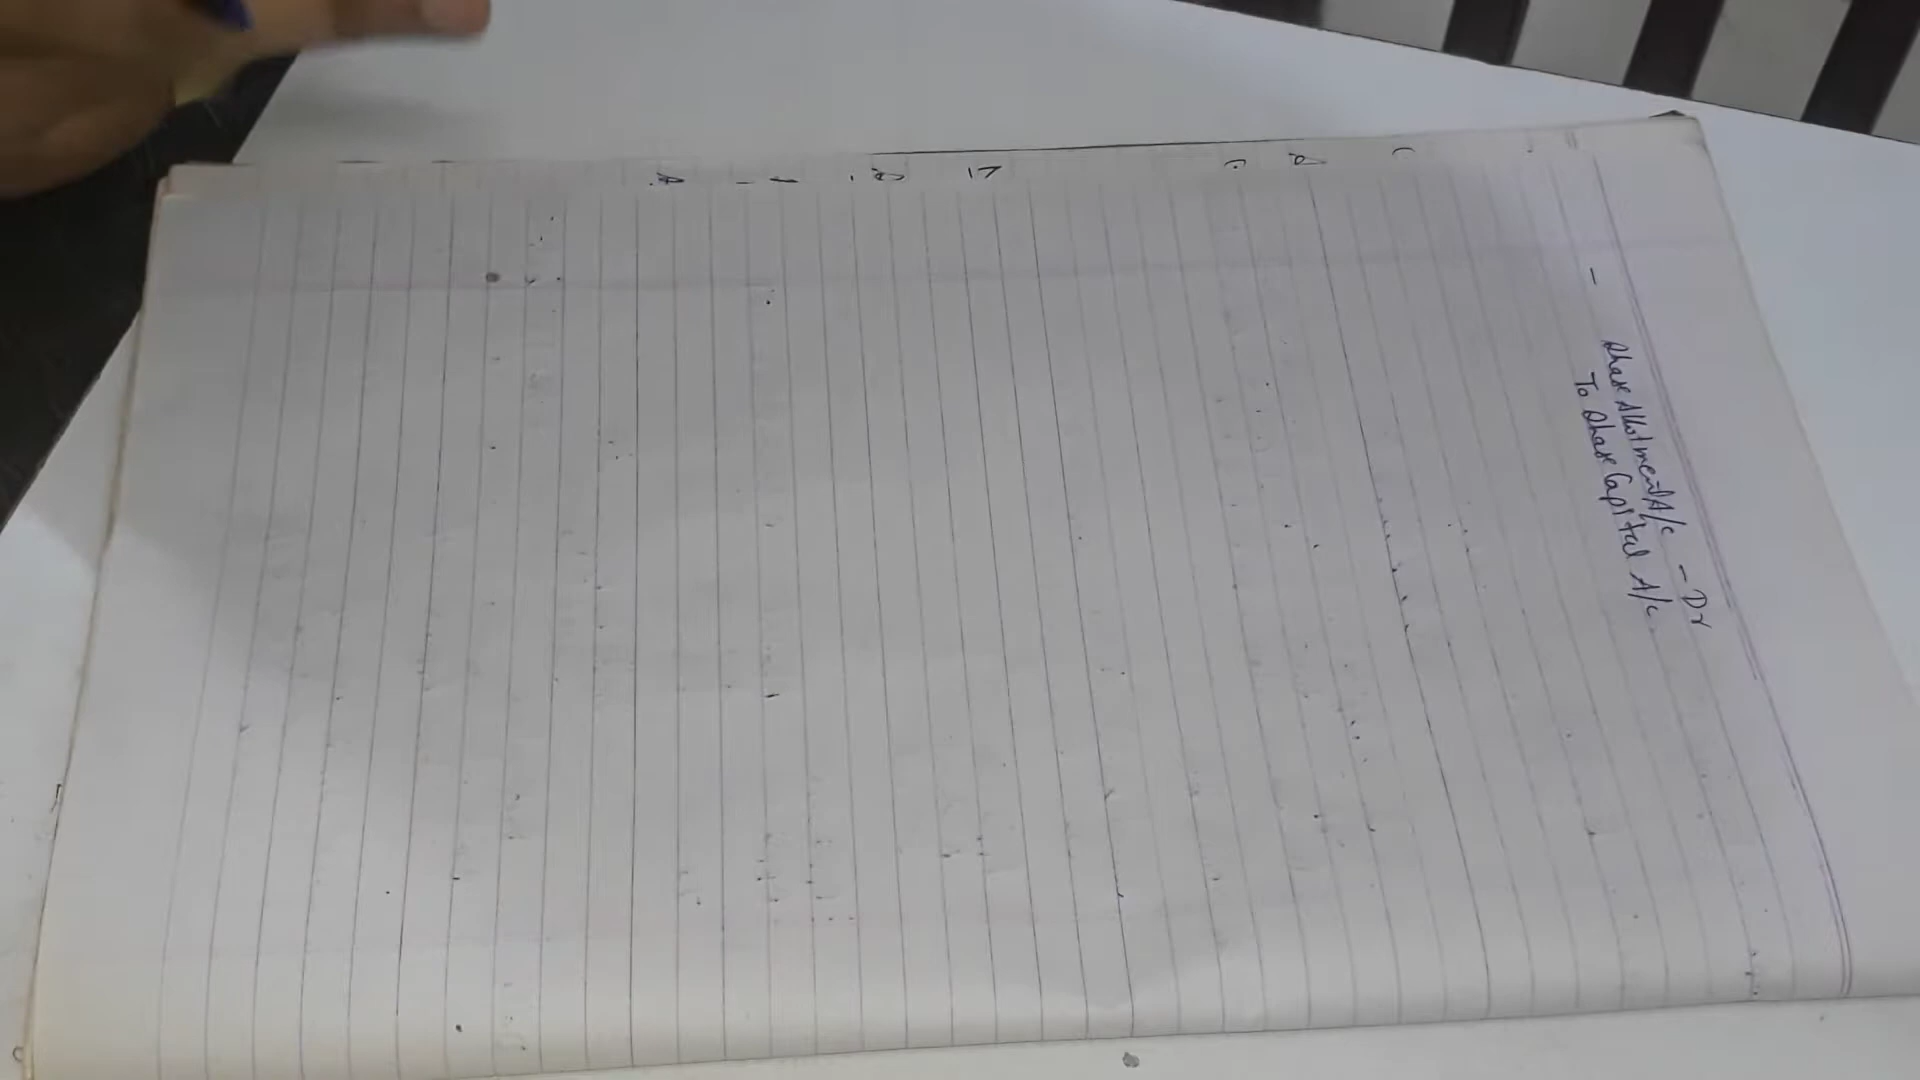 - Share Allotment A/c - Dr
To Share Capital A/c.